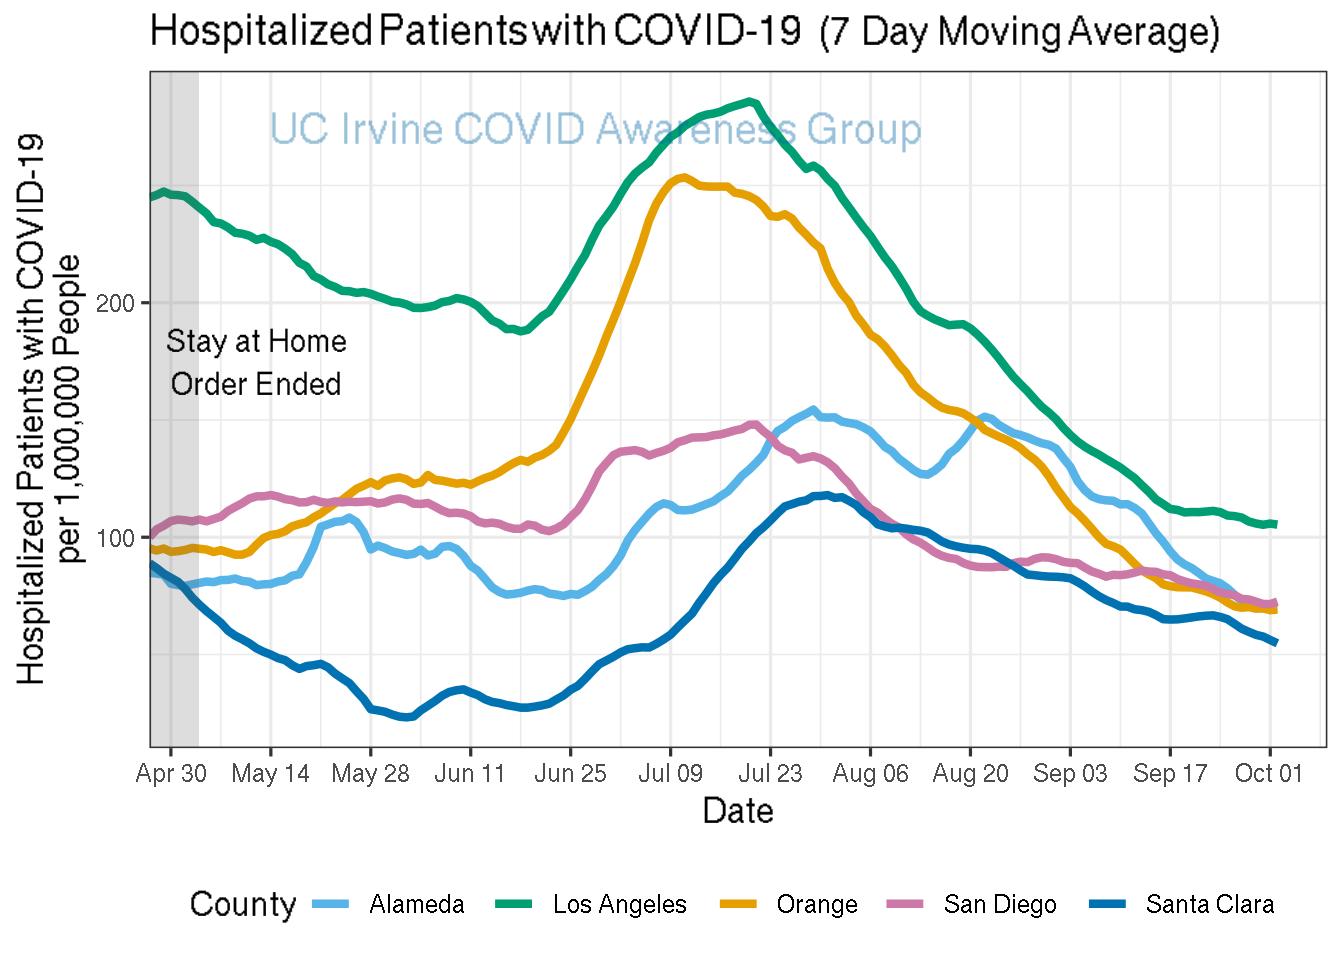 Hospitalized Patients with COVID-19 (7 Day Moving Average)
UC Irvine COVID Awareness Group
Hospitalized Patients with COVID-19
per 1,000,000 People
200
100
Stay at Home
Order Ended
Apr 30 May 14 May 28 Jun 11 Jun 25 Jul 09 Jul 23 Aug 06 Aug 20 Sep 03 Sep 17 Oct 01
Date
County Alameda Los Angeles Orange San Diego Santa Clara